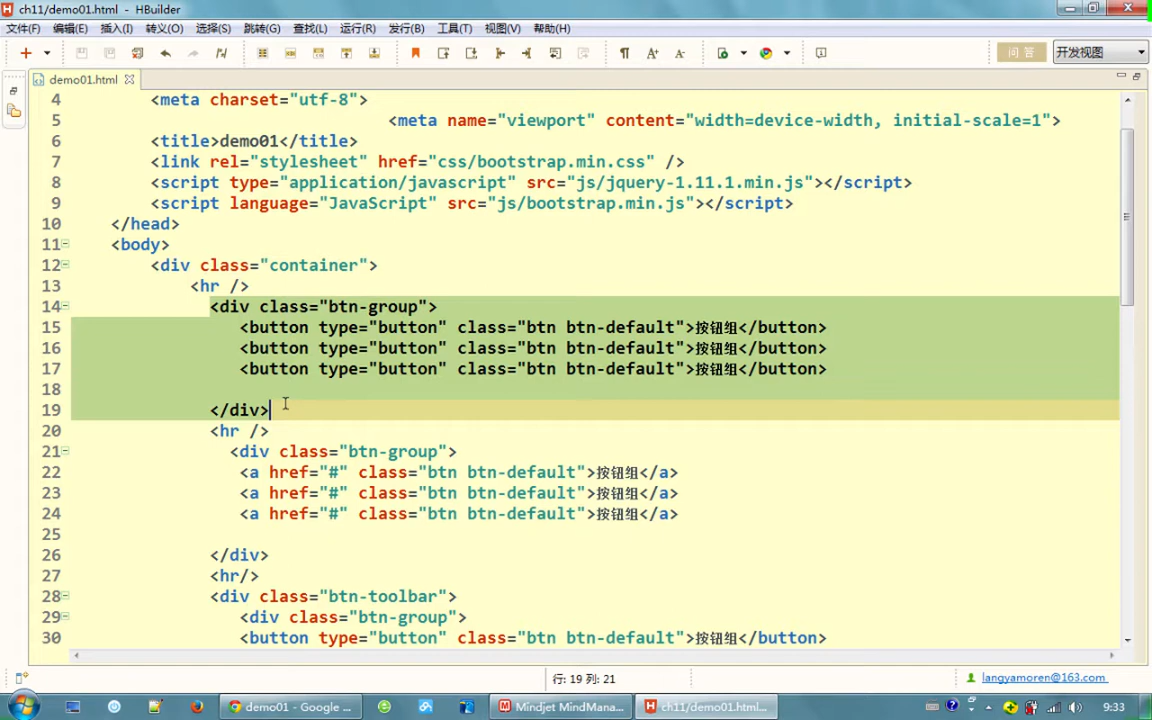 ch11/demo01.html - HBuilder
文件(F) 编辑(E) 插入(I) 转义(O) 选择(S) 跳转(G) 查找(L) 运行(R) 发行(B) 工具(T) 视图(V) 帮助(H)
问 答 开发视图
demo01.html
4 <meta charset="utf-8">
5 <meta name="viewport" content="width=device-width, initial-scale=1">
6 <title>demo01</title>
7 <link rel="stylesheet" href="css/bootstrap.min.css" />
8 <script type="application/javascript" src="js/jquery-1.11.1.min.js"></script>
9 <script language="JavaScript" src="js/bootstrap.min.js"></script>
10 </head>
11 <body>
12 <div class="container">
13 <hr />
14 <div class="btn-group">
15 <button type="button" class="btn btn-default">按钮组</button>
16 <button type="button" class="btn btn-default">按钮组</button>
17 <button type="button" class="btn btn-default">按钮组</button>
18
19 </div>
20 <hr />
21 <div class="btn-group">
22 <a href="#" class="btn btn-default">按钮组</a>
23 <a href="#" class="btn btn-default">按钮组</a>
24 <a href="#" class="btn btn-default">按钮组</a>
25
26 </div>
27 <hr/>
28 <div class="btn-toolbar">
29 <div class="btn-group">
30 <button type="button" class="btn btn-default">按钮组</button>
行: 19 列: 21 langyamoren@163.com
demo01 - Google ... Mindjet MindMana... ch11/demo01.html... 9:33